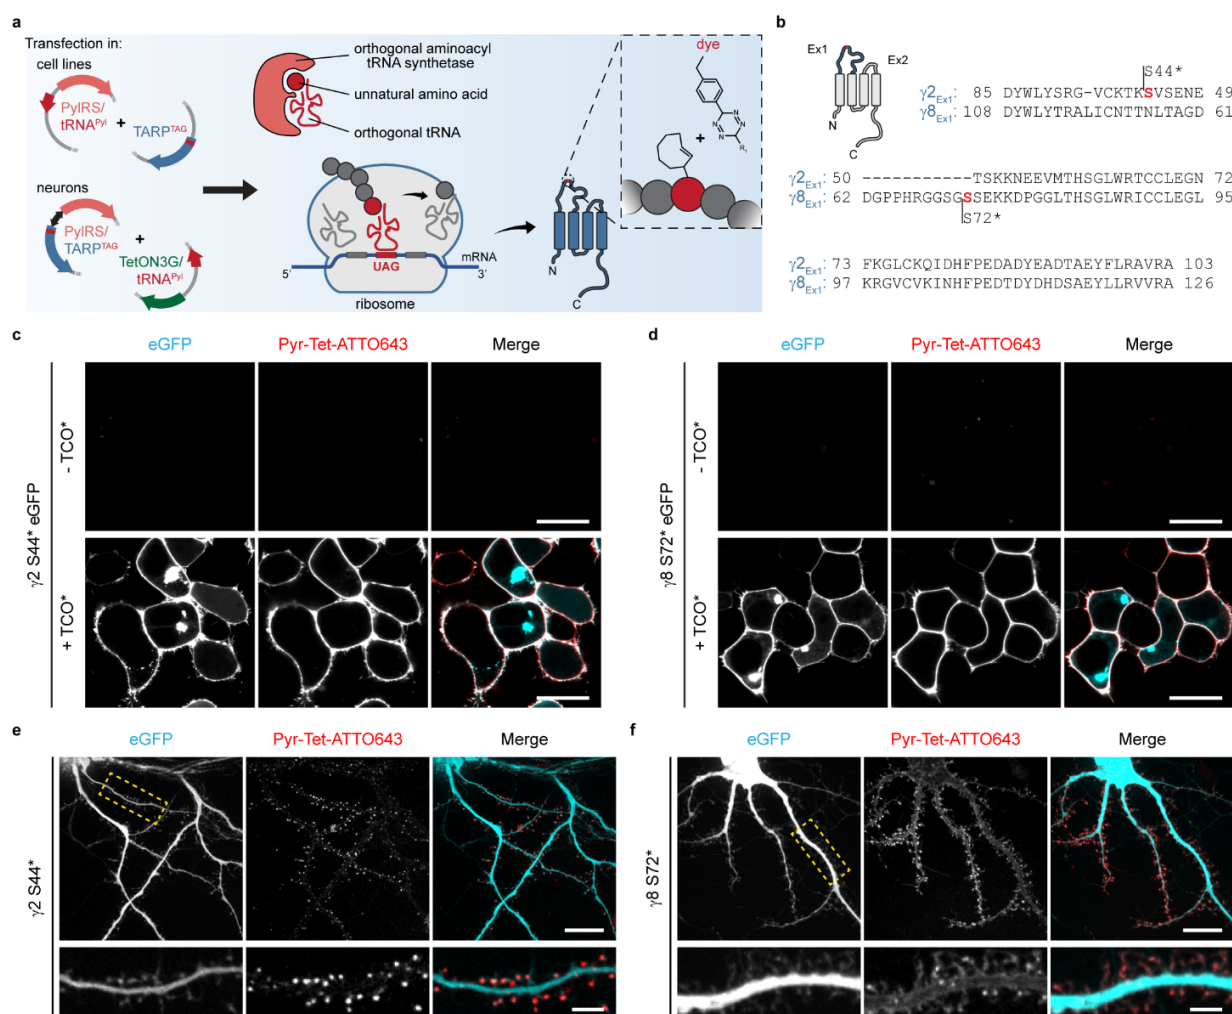 a
Transfection in:
cell lines
PylRS/
tRNAPyl
+
TARPTAG
neurons
PylRS/
TARPTAG
+
TetON3G/
tRNAPyl
orthogonal aminoacyl
tRNA synthetase
unnatural amino acid
orthogonal tRNA
5'
UAG
mRNA
3'
ribosome
N
C
dye
N
N
N
N
R1
+
b
Ex1
Ex2
N
C
S44*
γ2Ex1: 85 DYWLYSRG-VCKTKSVSENE 49
γ8Ex1: 108 DYWLYTRALICNTTNLTAGD 61
γ2Ex1: 50 ------------TSKKNEEVMTHSGLWRTCCLEGN 72
γ8Ex1: 62 DGPPHRGGSGSSEKKDPGGLTHSGLWRICCLEGL 95
S72*
γ2Ex1: 73 FKGLCKQIDHFPEDADYEADTAEYFLRAVRA 103
γ8Ex1: 97 KRGVCVKINHFPEDTDYDHDSAEYLLRVVRA 126
c
eGFP
Pyr-Tet-ATTO643
Merge
γ2 S44* eGFP
- TCO*
+ TCO*
d
eGFP
Pyr-Tet-ATTO643
Merge
γ8 S72* eGFP
- TCO*
+ TCO*
e
eGFP
Pyr-Tet-ATTO643
Merge
γ2 S44*
f
eGFP
Pyr-Tet-ATTO643
Merge
γ8 S72*